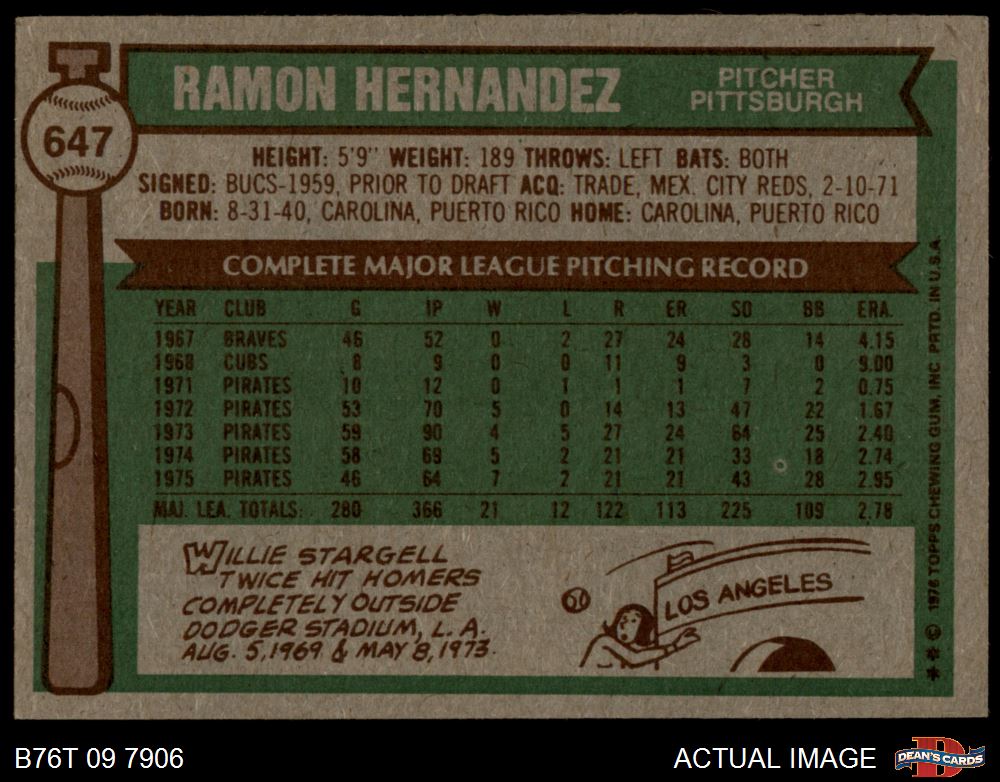 647
RAMON HERNANDEZ
PITCHER
PITTSBURGH
HEIGHT: 5'9" WEIGHT: 189 THROWS: LEFT BATS: BOTH
SIGNED: BUCS-1959, PRIOR TO DRAFT ACQ: TRADE, MEX. CITY REDS, 2-10-71
BORN: 8-31-40, CAROLINA, PUERTO RICO HOME: CAROLINA, PUERTO RICO
COMPLETE MAJOR LEAGUE PITCHING RECORD
YEAR CLUB G IP W L R ER SO BB ERA.
1967 BRAVES 46 52 0 2 27 24 28 14 4.15
1968 CUBS 8 9 0 0 11 9 3 0 9.00
1971 PIRATES 10 12 0 1 1 1 7 2 0.75
1972 PIRATES 53 70 5 0 14 13 47 22 1.67
1973 PIRATES 59 90 4 5 27 24 64 25 2.40
1974 PIRATES 58 69 5 2 21 21 33 18 2.74
1975 PIRATES 46 64 7 2 21 21 43 28 2.95
MAJ. LEA. TOTALS: 280 366 21 12 122 113 225 109 2.78
WILLIE STARGELL
TWICE HIT HOMERS
COMPLETELY OUTSIDE
DODGER STADIUM, L.A.
AUG. 5, 1969 & MAY 8, 1973.
LOS ANGELES
** © 1976 TOPPS CHEWING GUM, INC PRTD. IN U.S.A.
B76T 09 7906
ACTUAL IMAGE
D
DEAN'S CARDS